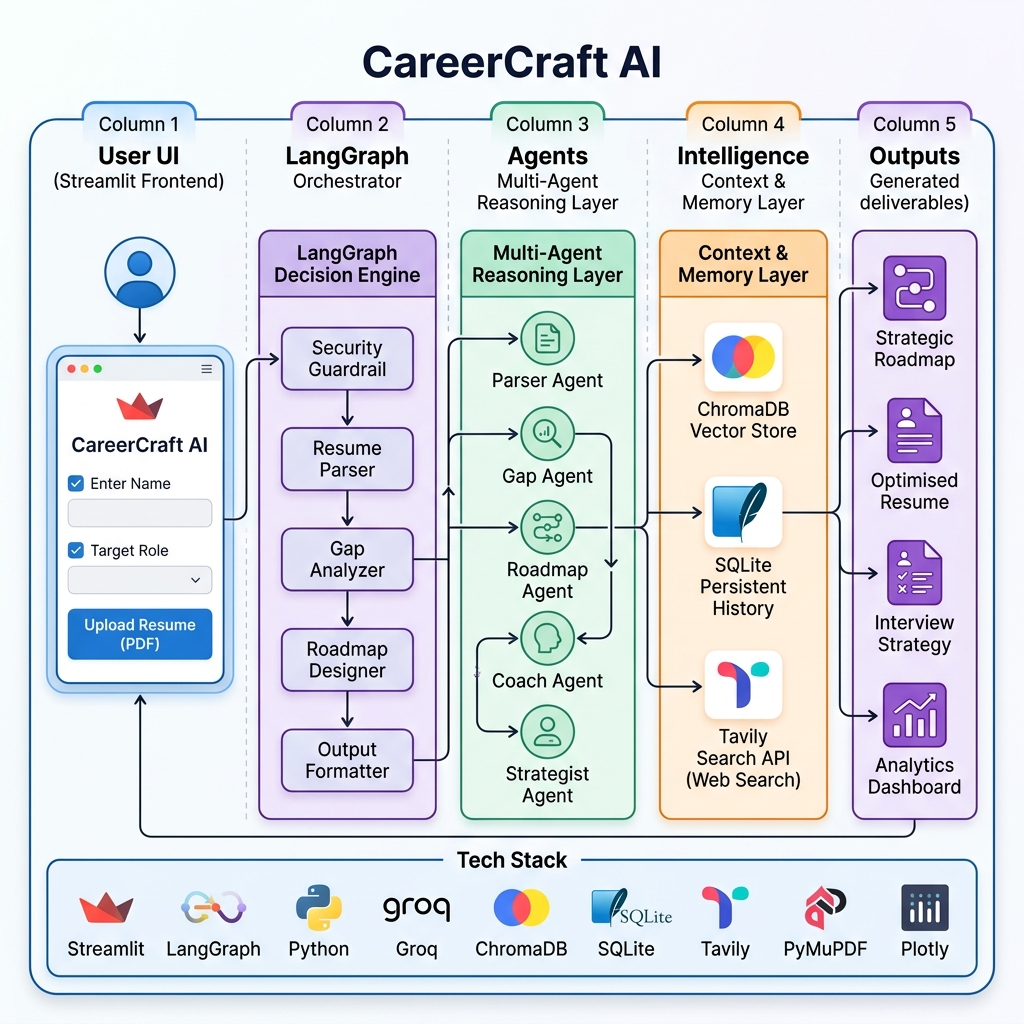 CareerCraft AI
Column 1
User UI
(Streamlit Frontend)
Column 2
LangGraph
Orchestrator
Column 3
Agents
Multi-Agent
Reasoning Layer
Column 4
Intelligence
Context &
Memory Layer
Column 5
Outputs
Generated
deliverables)
CareerCraft AI
Enter Name
Target Role
Upload Resume
(PDF)
LangGraph
Decision Engine
Security
Guardrail
Resume
Parser
Gap
Analyzer
Roadmap
Designer
Output
Formatter
Multi-Agent
Reasoning Layer
Parser Agent
Gap Agent
Roadmap
Agent
Coach Agent
Strategist
Agent
Context &
Memory Layer
ChromaDB
Vector Store
SQLite
Persistent
History
Tavily
Search API
(Web Search)
Strategic
Roadmap
Optimised
Resume
Interview
Strategy
Analytics
Dashboard
Tech Stack
Streamlit
LangGraph
Python
groq
Groq
ChromaDB
SQLite
SQLite
Tavily
PyMuPDF
Plotly